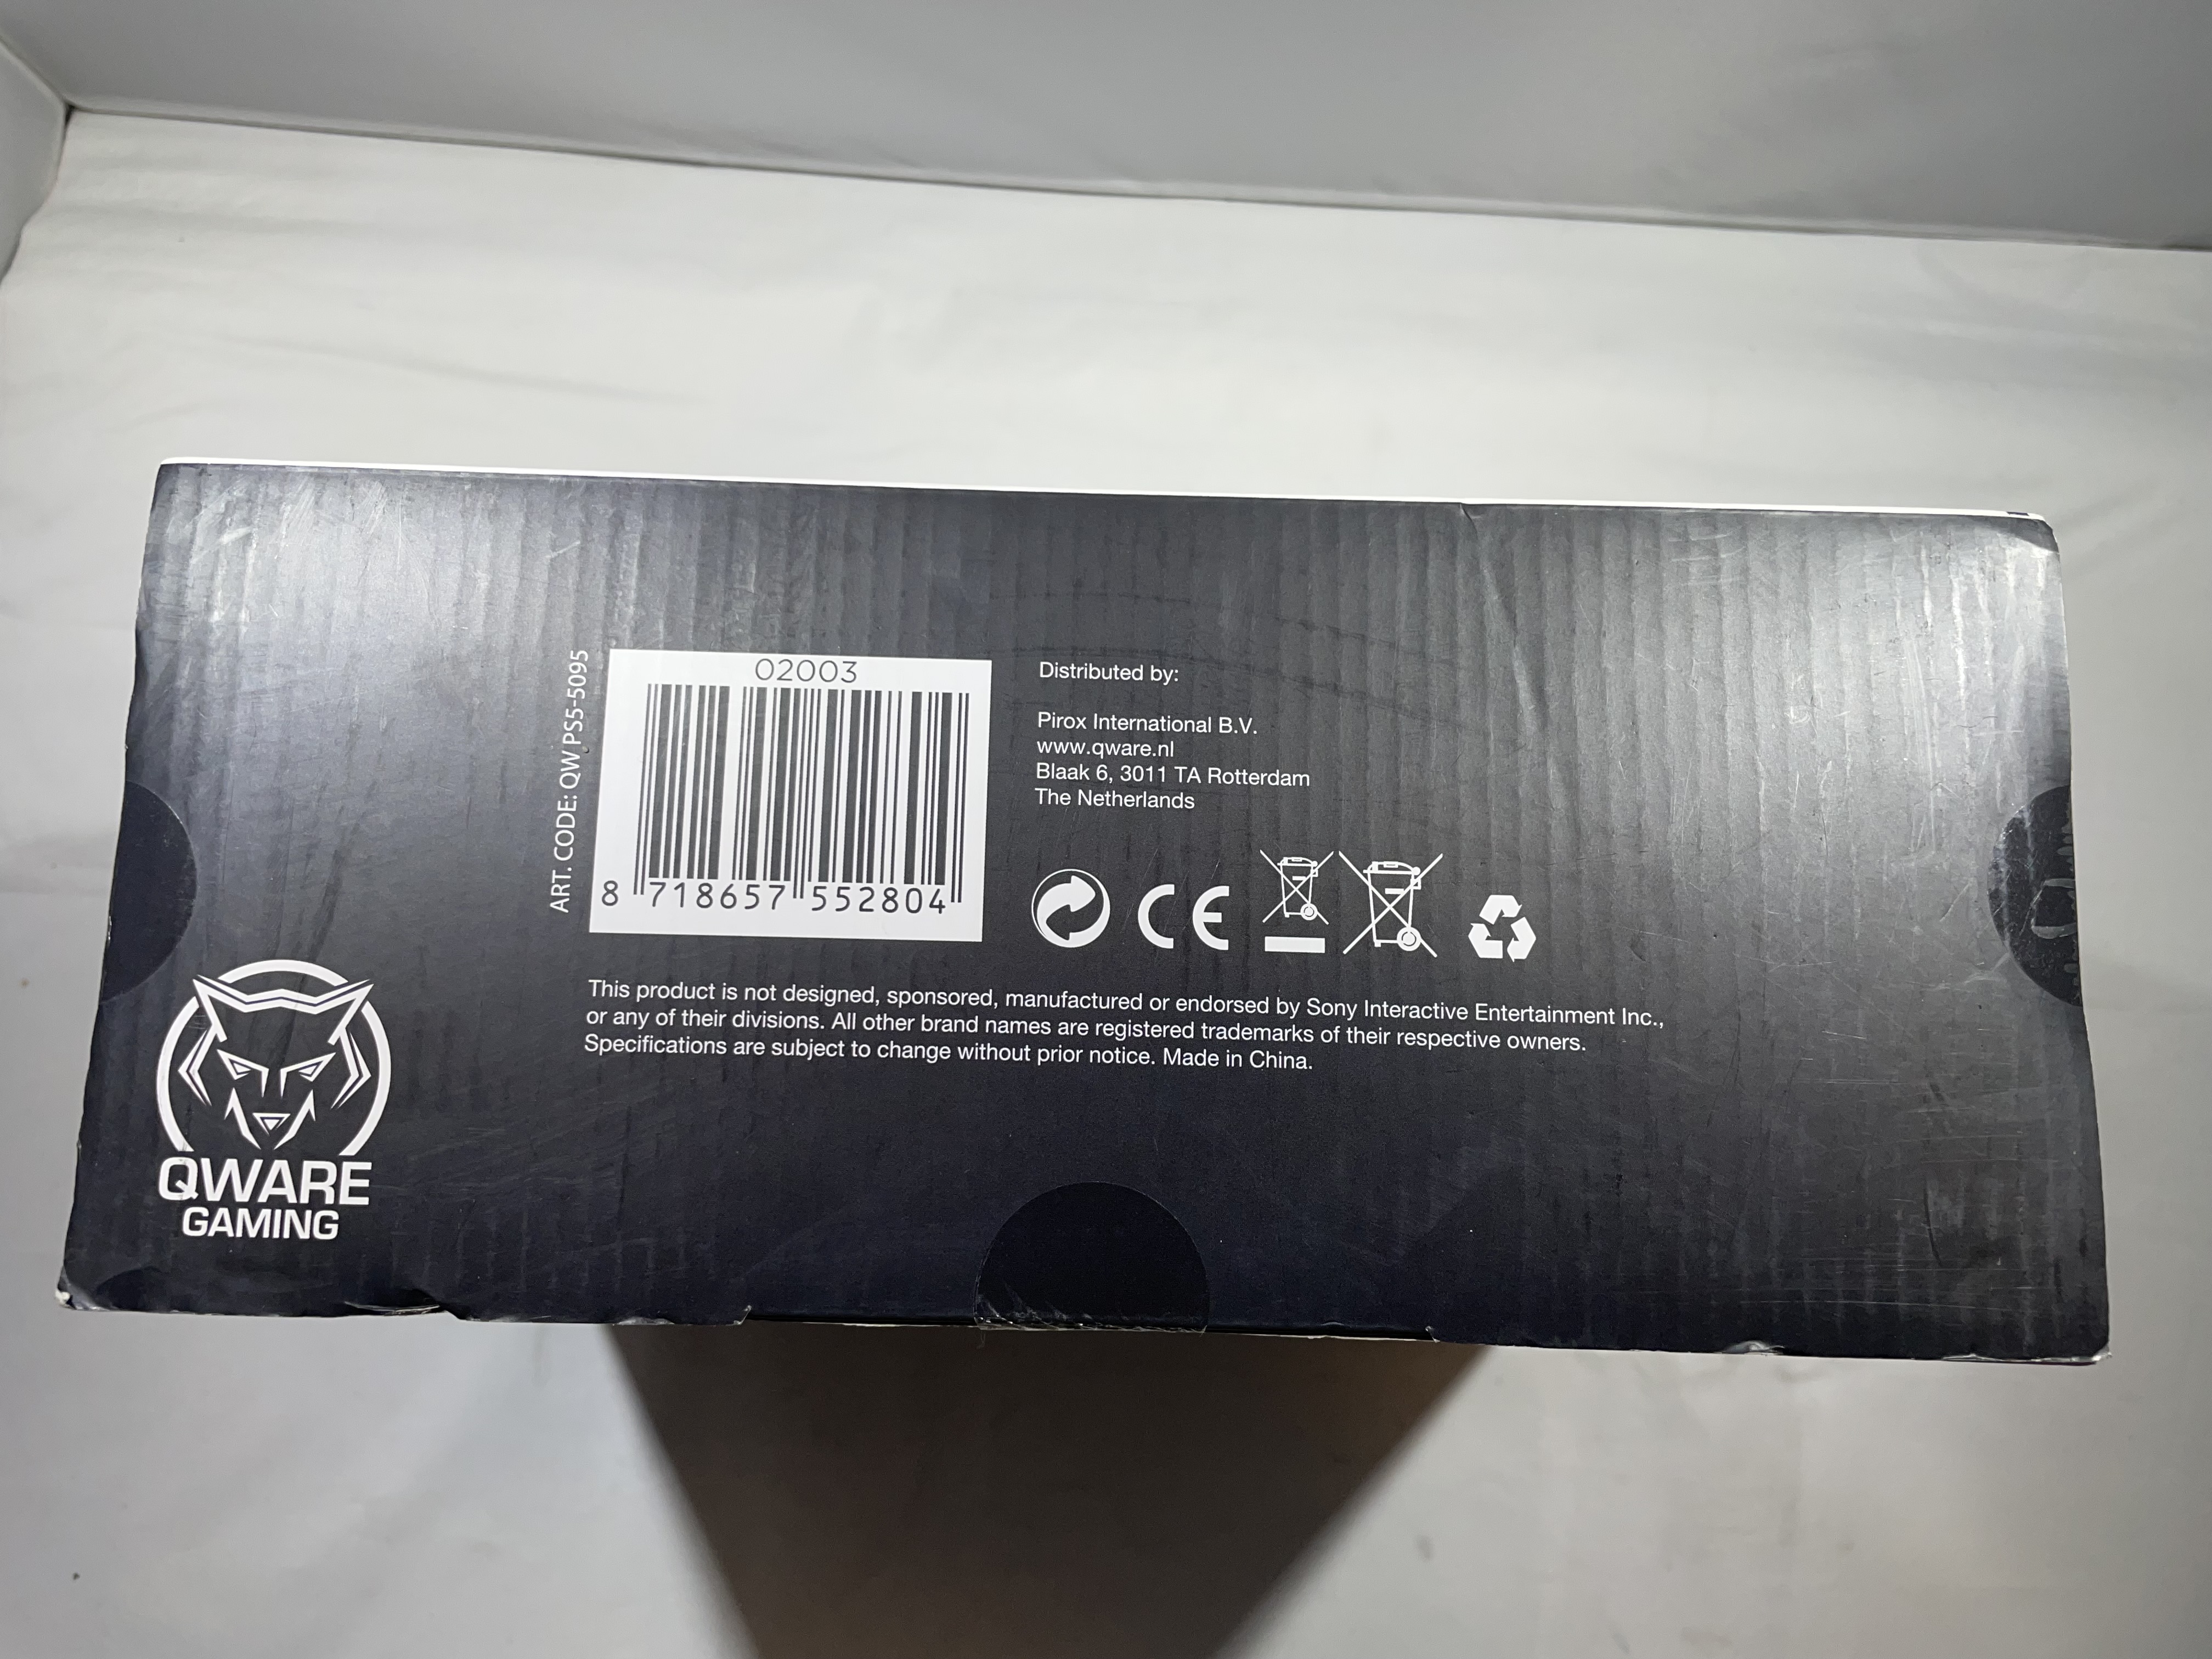 ART. CODE: QW PS5-5095
02003
8 718657 552804
Distributed by:
Pirox International B.V.
www.qware.nl
Blaak 6, 3011 TA Rotterdam
The Netherlands
CE
This product is not designed, sponsored, manufactured or endorsed by Sony Interactive Entertainment Inc.,
or any of their divisions. All other brand names are registered trademarks of their respective owners.
Specifications are subject to change without prior notice. Made in China.
QWARE
GAMING